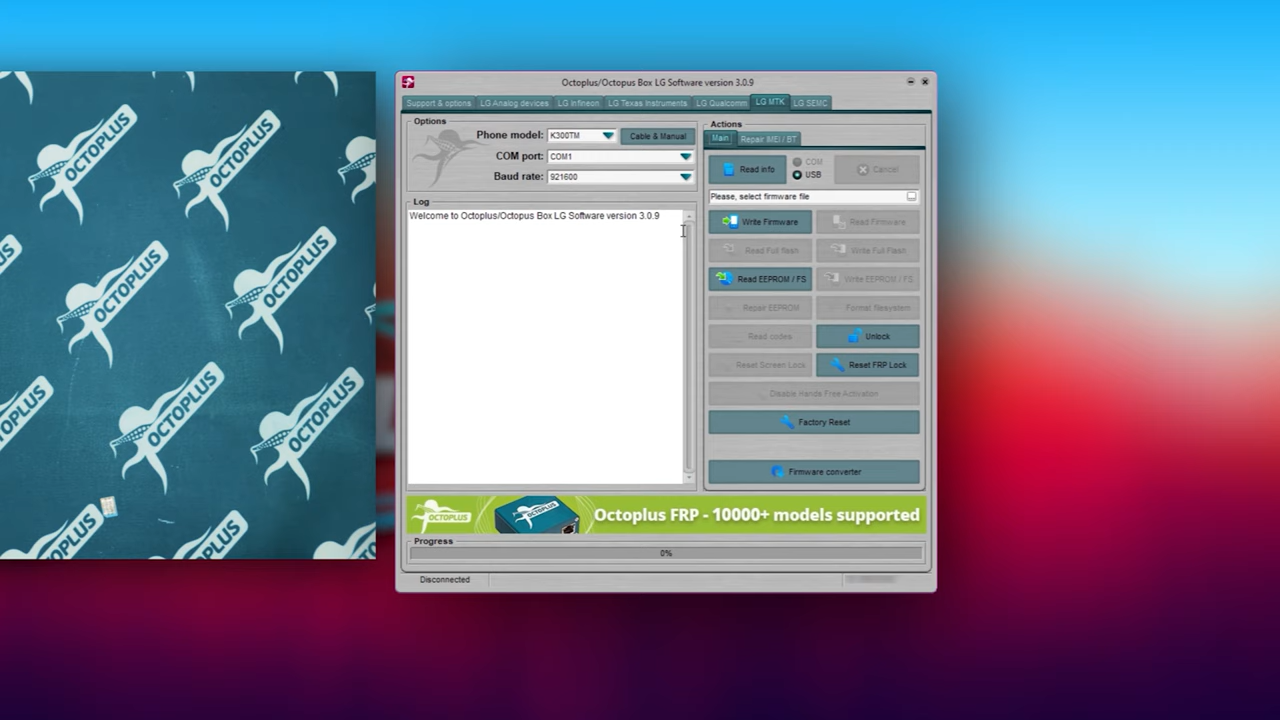 OCTOPLUS
OCTOPLUS
OCTOPLUS
OCTOPLUS
OCTOPLUS
OCTOPLUS
OCTOPLUS
OCTOPLUS
Octoplus/Octopus Box LG Software version 3.0.9
Support & options LG Analog devices LG Infineon LG Texas Instruments LG Qualcomm LG MTK LG SEMC
Options
Phone model: K300TM Cable & Manual
COM port: COM1
Baud rate: 921600
Log
Welcome to Octoplus/Octopus Box LG Software version 3.0.9
Actions
Main Repair IMEI / BT
Read info COM USB Cancel
Please, select firmware file
Write Firmware Read Firmware
Read Full flash Write Full Flash
Read EEPROM / FS Write EEPROM / FS
Repair EEPROM Format filesystem
Read codes Unlock
Reset Screen Lock Reset FRP Lock
Disable Hands Free Activation
Factory Reset
Firmware converter
OCTOPLUS Octoplus FRP - 10000+ models supported
Progress
0%
Disconnected